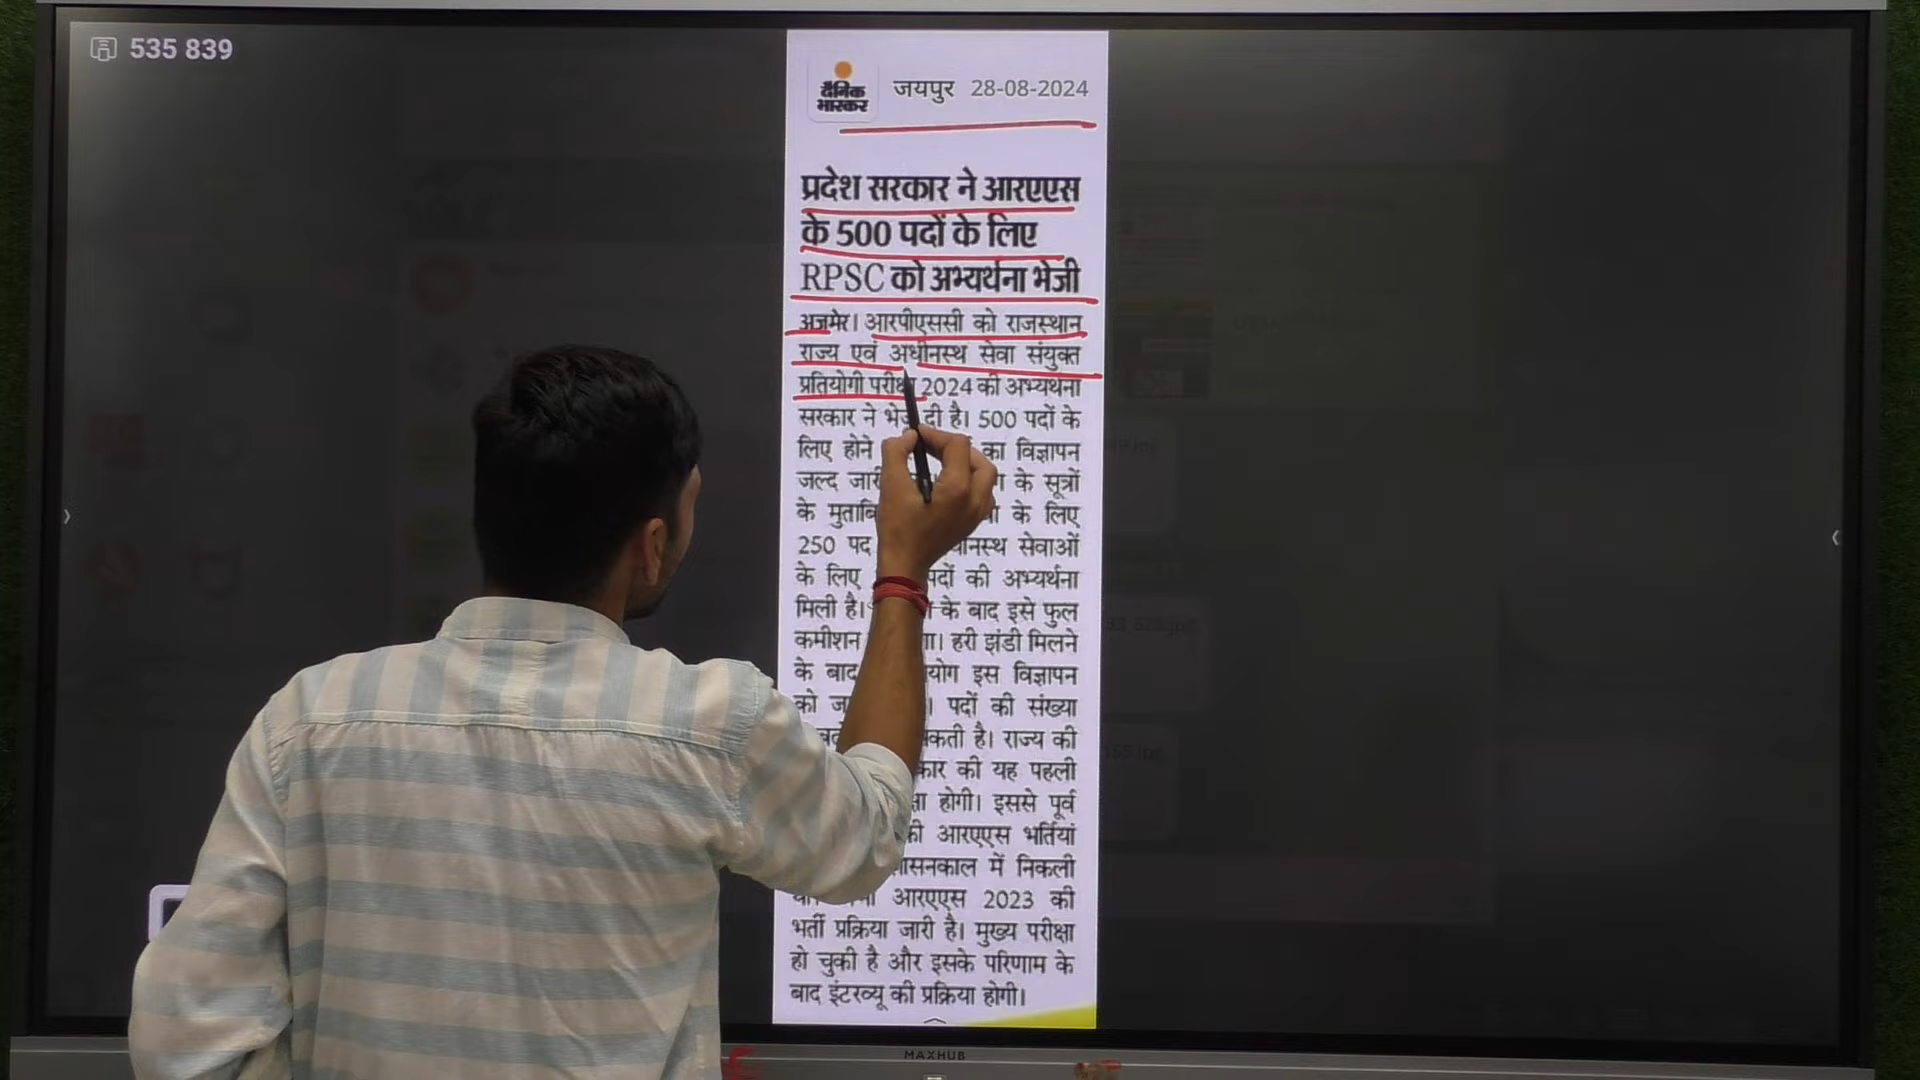 535 839
दैनिक
भास्कर
जयपुर 28-08-2024
प्रदेश सरकार ने आरएएस
के 500 पदों के लिए
RPSC को अभ्यर्थना भेजी
अजमेर। आरपीएससी को राजस्थान
राज्य एवं अधीनस्थ सेवा संयुक्त
प्रतियोगी परीक्षा 2024 की अभ्यर्थना
सरकार ने भेज दी है। 500 पदों के
लिए होने का विज्ञापन
जल्द के सूत्रों
के के लिए
250 पद सेवाओं
के लिए पदों की अभ्यर्थना
मिली है। के बाद इसे फुल
कमीशन हरी झंडी मिलने
के बाद इस विज्ञापन
को पदों की संख्या
है। राज्य की
की यह पहली
होगी। इससे पूर्व
की आरएएस भर्तियां
में निकली
आरएएस 2023 की
भर्ती प्रक्रिया जारी है। मुख्य परीक्षा
हो चुकी है और इसके परिणाम के
बाद इंटरव्यू की प्रक्रिया होगी।
MAXHUB